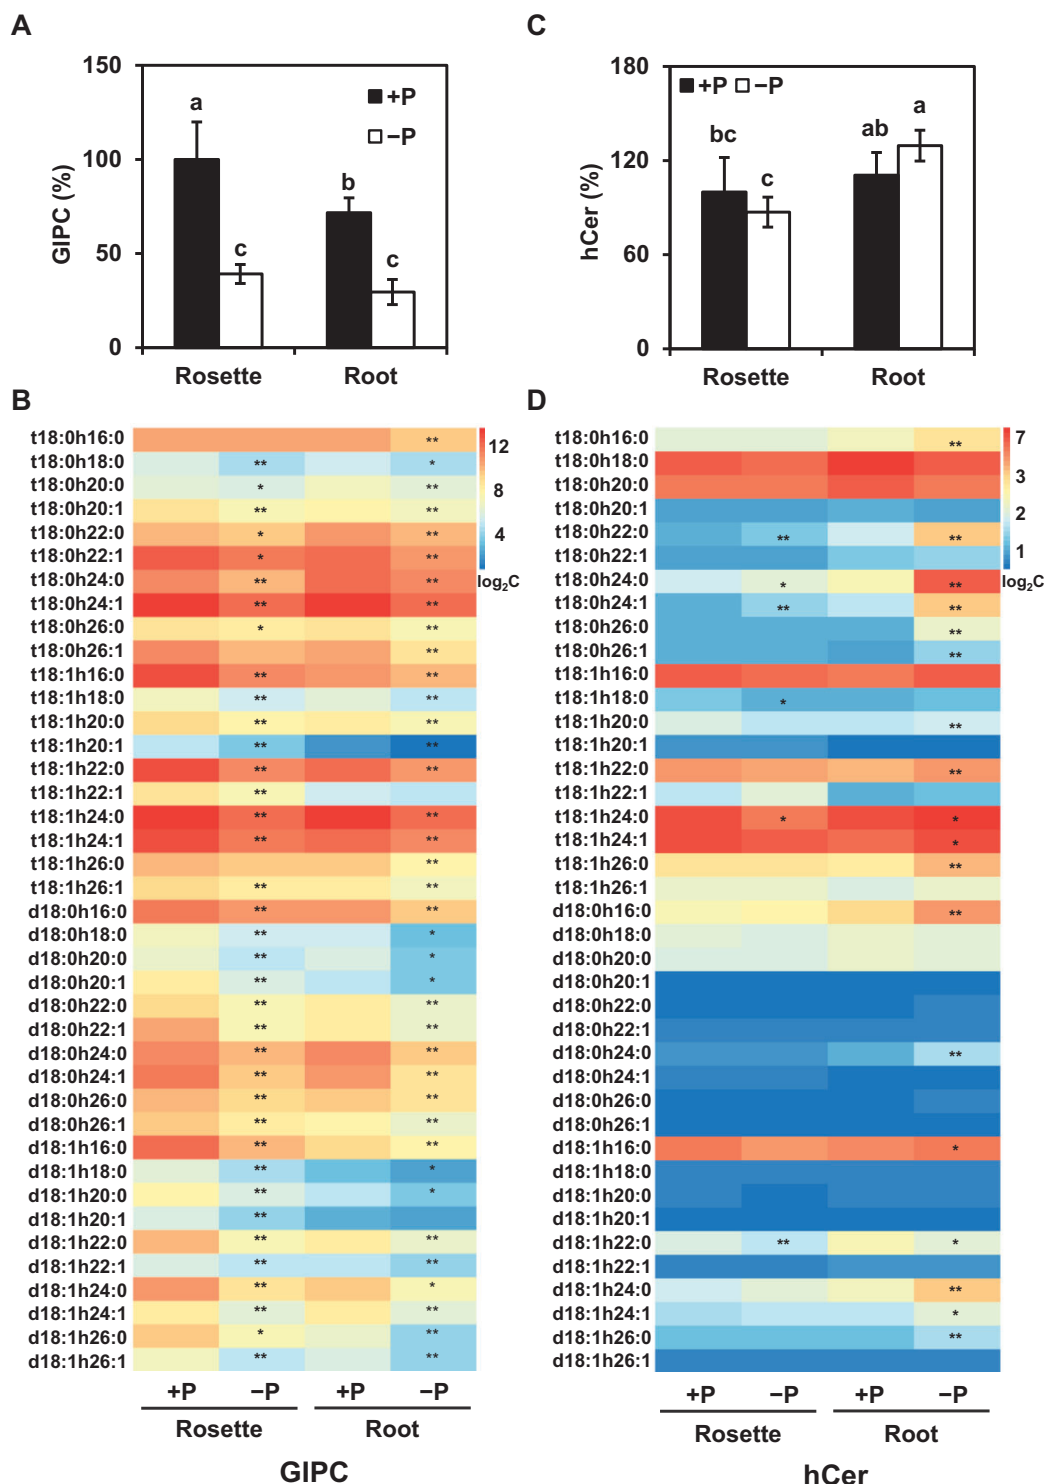 A
150
100
50
0
GIPC (%)
a
c
b
c
+P
−P
Rosette
Root
C
180
120
60
0
hCer (%)
+P −P
bc
c
ab
a
Rosette
Root
B
t18:0h16:0 **
t18:0h18:0 ** *
t18:0h20:0 * **
t18:0h20:1 ** **
t18:0h22:0 * **
t18:0h22:1 * **
t18:0h24:0 ** **
t18:0h24:1 ** **
t18:0h26:0 * **
t18:0h26:1 **
t18:1h16:0 ** **
t18:1h18:0 ** **
t18:1h20:0 ** **
t18:1h20:1 ** **
t18:1h22:0 ** **
t18:1h22:1 **
t18:1h24:0 ** **
t18:1h24:1 ** **
t18:1h26:0 **
t18:1h26:1 ** **
d18:0h16:0 ** **
d18:0h18:0 ** *
d18:0h20:0 ** *
d18:0h20:1 ** *
d18:0h22:0 ** **
d18:0h22:1 ** **
d18:0h24:0 ** **
d18:0h24:1 ** **
d18:0h26:0 ** **
d18:0h26:1 ** **
d18:1h16:0 ** **
d18:1h18:0 ** *
d18:1h20:0 ** *
d18:1h20:1 **
d18:1h22:0 ** **
d18:1h22:1 ** **
d18:1h24:0 ** *
d18:1h24:1 ** **
d18:1h26:0 * **
d18:1h26:1 ** **
12
8
4
log₂C
+P −P +P −P
Rosette Root
GIPC
D
t18:0h16:0 **
t18:0h18:0
t18:0h20:0
t18:0h20:1
t18:0h22:0 ** **
t18:0h22:1
t18:0h24:0 * **
t18:0h24:1 ** **
t18:0h26:0 **
t18:0h26:1 **
t18:1h16:0
t18:1h18:0 *
t18:1h20:0 **
t18:1h20:1
t18:1h22:0 **
t18:1h22:1
t18:1h24:0 * *
t18:1h24:1 *
t18:1h26:0 **
t18:1h26:1
d18:0h16:0 **
d18:0h18:0
d18:0h20:0
d18:0h20:1
d18:0h22:0
d18:0h22:1
d18:0h24:0 **
d18:0h24:1
d18:0h26:0
d18:0h26:1
d18:1h16:0 *
d18:1h18:0
d18:1h20:0
d18:1h20:1
d18:1h22:0 ** *
d18:1h22:1
d18:1h24:0 **
d18:1h24:1 *
d18:1h26:0 **
d18:1h26:1
7
3
2
1
log₂C
+P −P +P −P
Rosette Root
hCer